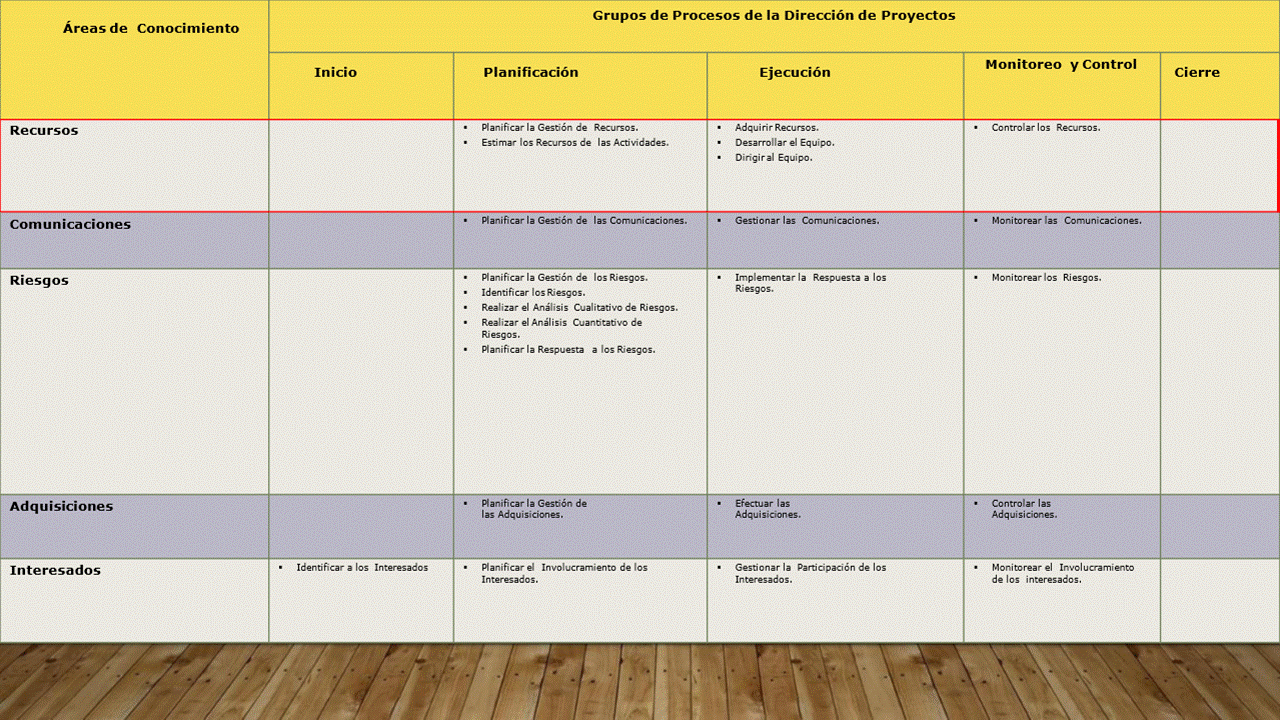 Áreas de Conocimiento
Grupos de Procesos de la Dirección de Proyectos
Inicio
Planificación
Ejecución
Monitoreo y Control
Cierre
Recursos
▪ Planificar la Gestión de Recursos.
▪ Estimar los Recursos de las Actividades.
▪ Adquirir Recursos.
▪ Desarrollar el Equipo.
▪ Dirigir al Equipo.
▪ Controlar los Recursos.
Comunicaciones
▪ Planificar la Gestión de las Comunicaciones.
▪ Gestionar las Comunicaciones.
▪ Monitorear las Comunicaciones.
Riesgos
▪ Planificar la Gestión de los Riesgos.
▪ Identificar los Riesgos.
▪ Realizar el Análisis Cualitativo de Riesgos.
▪ Realizar el Análisis Cuantitativo de
Riesgos.
▪ Planificar la Respuesta a los Riesgos.
▪ Implementar la Respuesta a los
Riesgos.
▪ Monitorear los Riesgos.
Adquisiciones
▪ Planificar la Gestión de
las Adquisiciones.
▪ Efectuar las
Adquisiciones.
▪ Controlar las
Adquisiciones.
Interesados
▪ Identificar a los Interesados
▪ Planificar el Involucramiento de los
Interesados.
▪ Gestionar la Participación de los
Interesados.
▪ Monitorear el Involucramiento
de los interesados.